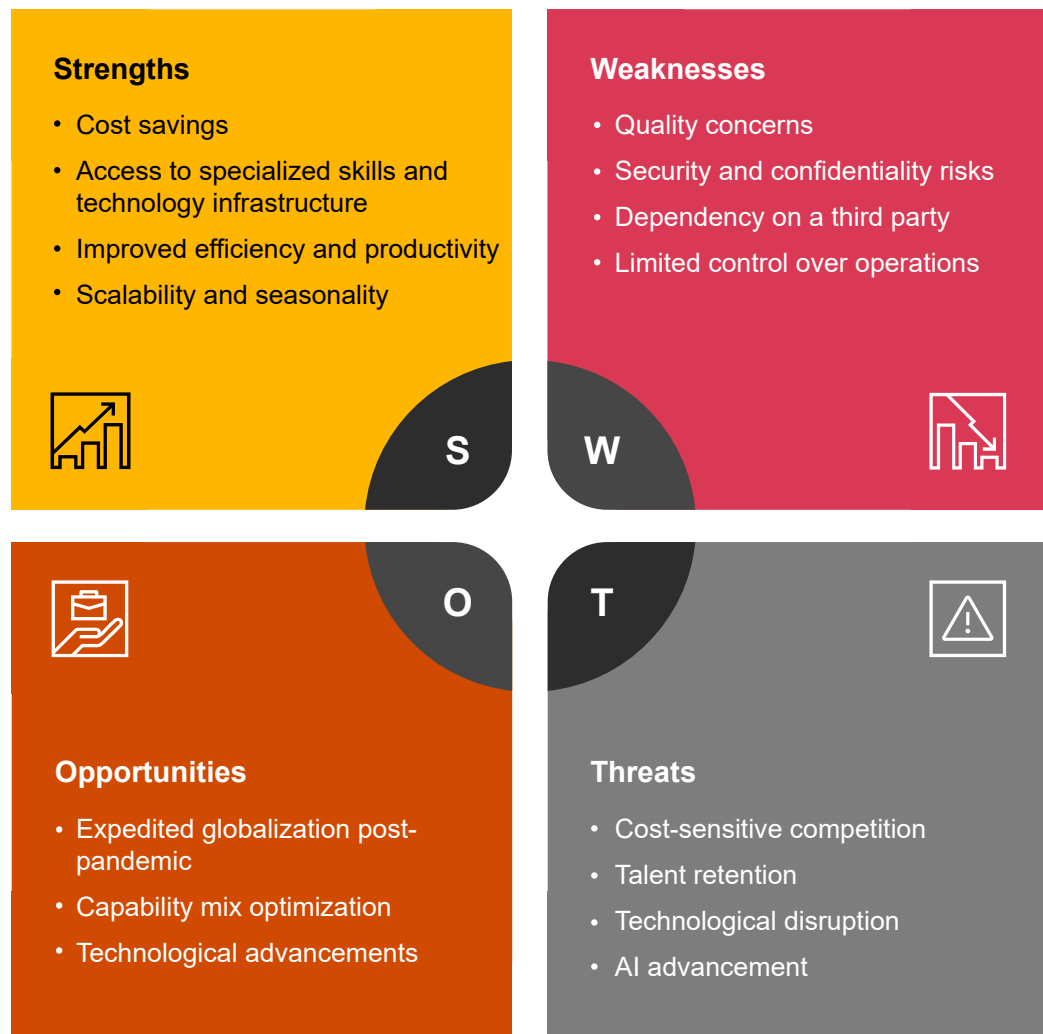 Strengths
• Cost savings
• Access to specialized skills and
technology infrastructure
• Improved efficiency and productivity
• Scalability and seasonality
S
Weaknesses
• Quality concerns
• Security and confidentiality risks
• Dependency on a third party
• Limited control over operations
W
O
Opportunities
• Expedited globalization post-
pandemic
• Capability mix optimization
• Technological advancements
T
Threats
• Cost-sensitive competition
• Talent retention
• Technological disruption
• AI advancement